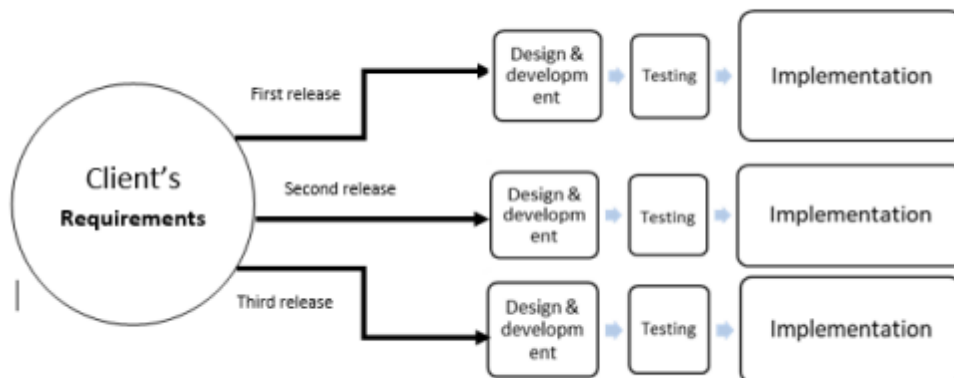 Design &
developm
ent
Testing
Implementation
First release
Client's
Requirements
Second release
Design &
developm
ent
Testing
Implementation
Third release
Design &
developm
ent
Testing
Implementation